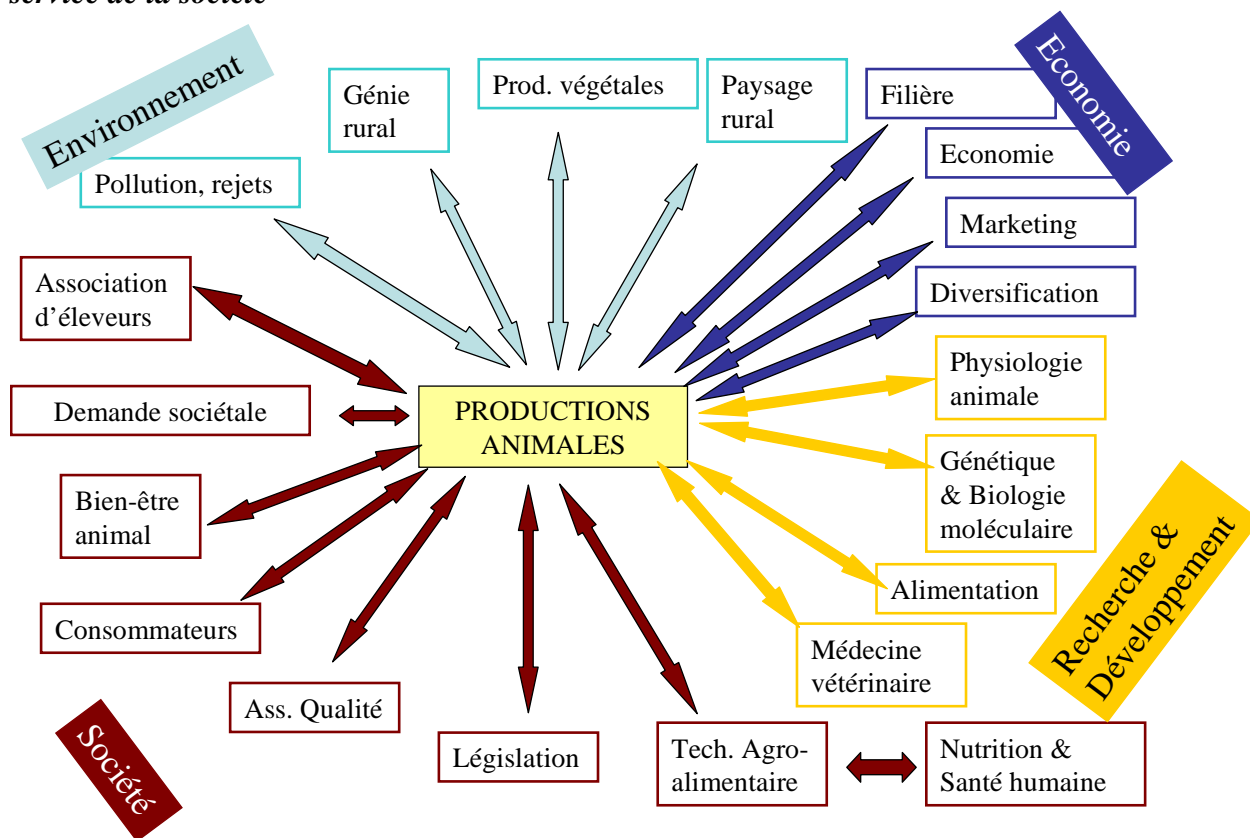 service de la société
Environnement
Pollution, rejets
Génie
rural
Prod. végétales
Paysage
rural
Economie
Filière
Economie
Marketing
Diversification
Association
d’éleveurs
Demande sociétale
Bien-être
animal
Consommateurs
Ass. Qualité
Législation
Tech. Agro-
alimentaire
Nutrition &
Santé humaine
Société
PRODUCTIONS
ANIMALES
Physiologie
animale
Génétique
& Biologie
moléculaire
Alimentation
Médecine
vétérinaire
Recherche &
Développement